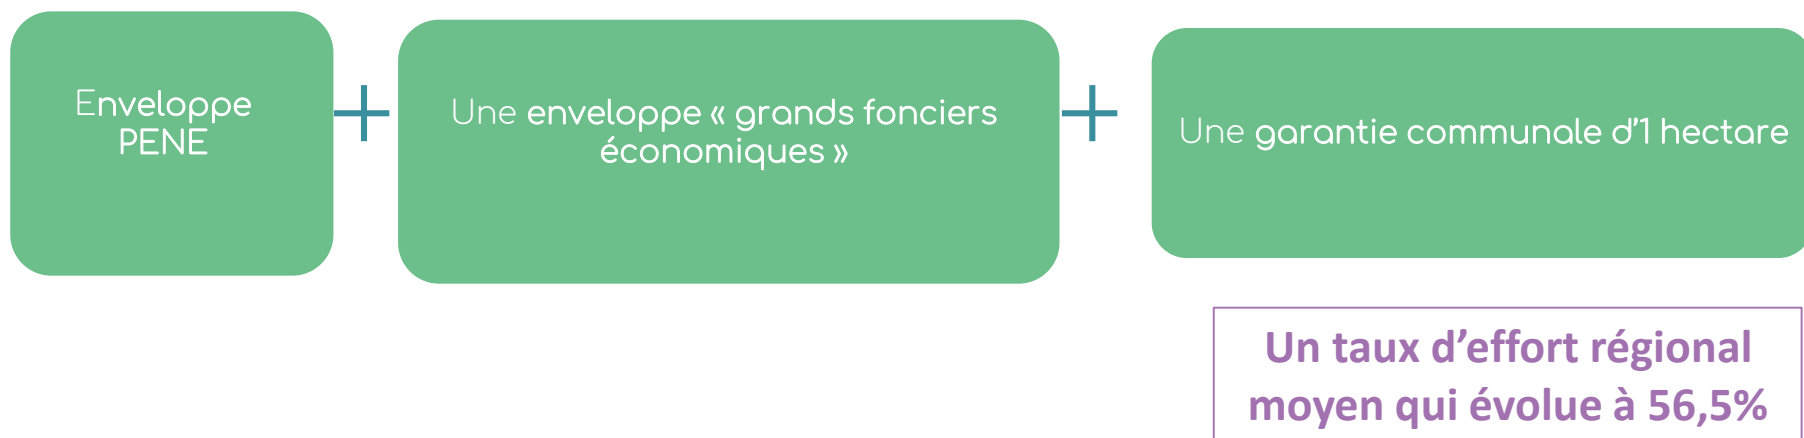 Enveloppe
PENE
Une enveloppe « grands fonciers
économiques »
Une garantie communale d'1 hectare
Un taux d’effort régional
moyen qui évolue à 56,5%